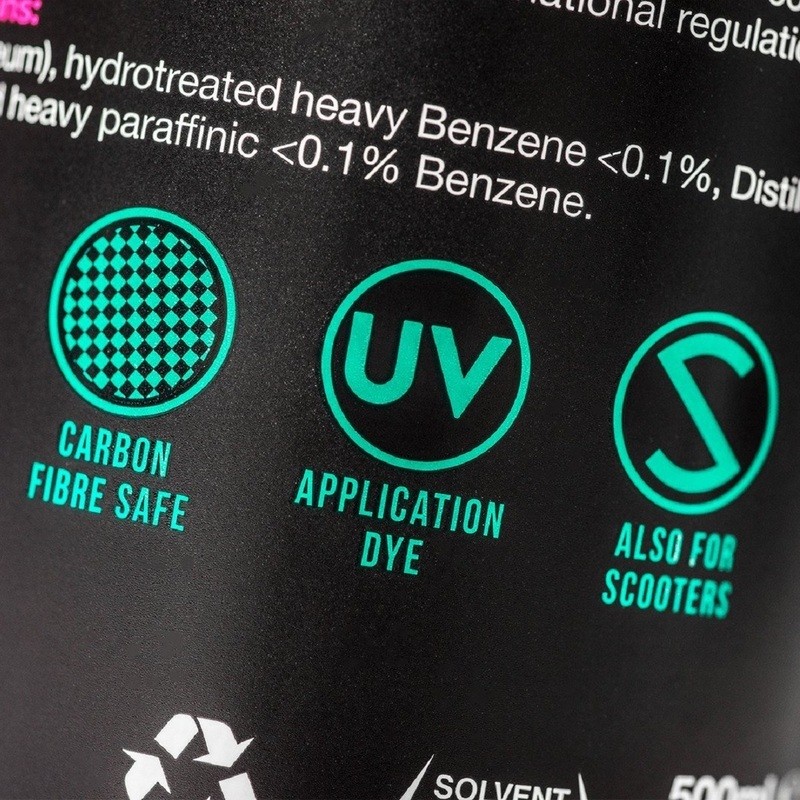 national regulatio
ns:
eum), hydrotreated heavy Benzene <0.1%, Distil
heavy paraffinic <0.1% Benzene.
UV
S
CARBON
FIBRE SAFE
APPLICATION
DYE
ALSO FOR
SCOOTERS
SOLVENT
500ml